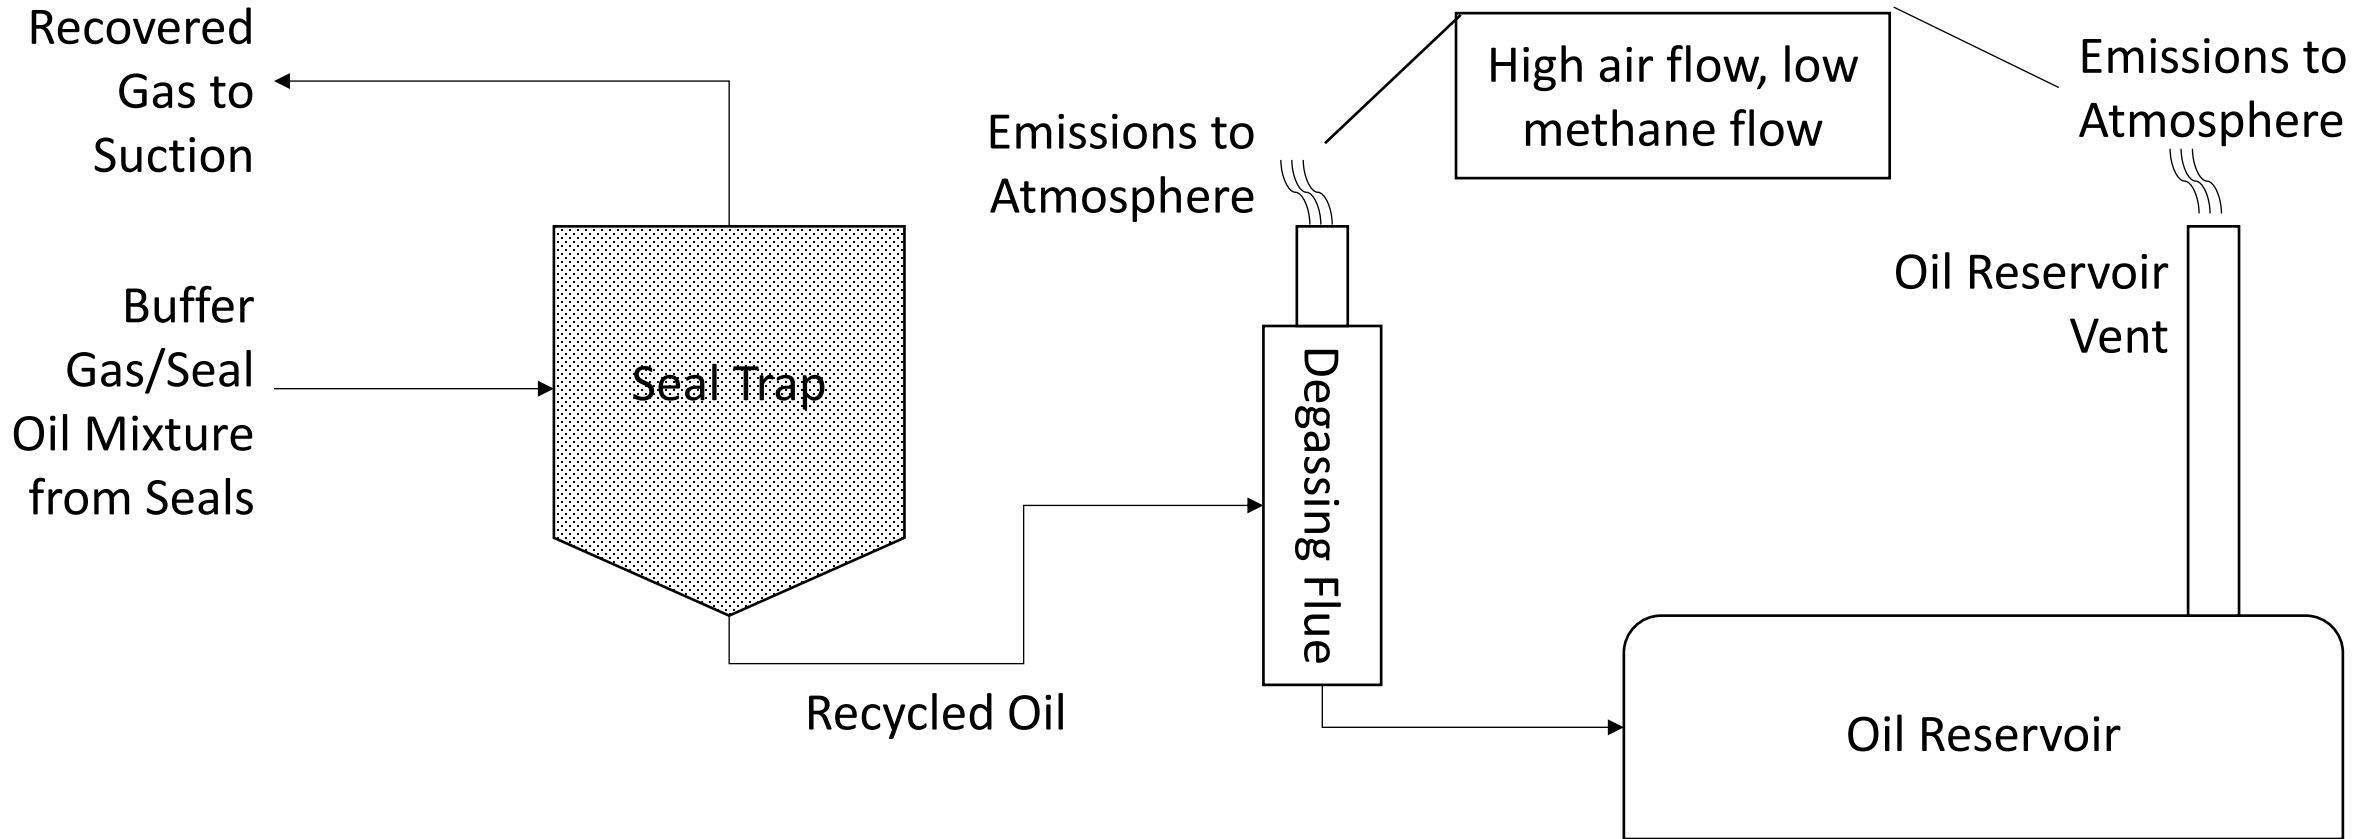 Recovered
Gas to
Suction
Buffer
Gas/Seal
Oil Mixture
from Seals
Seal Trap
Recycled Oil
Emissions to
Atmosphere
Degassing Flue
High air flow, low
methane flow
Emissions to
Atmosphere
Oil Reservoir
Vent
Oil Reservoir